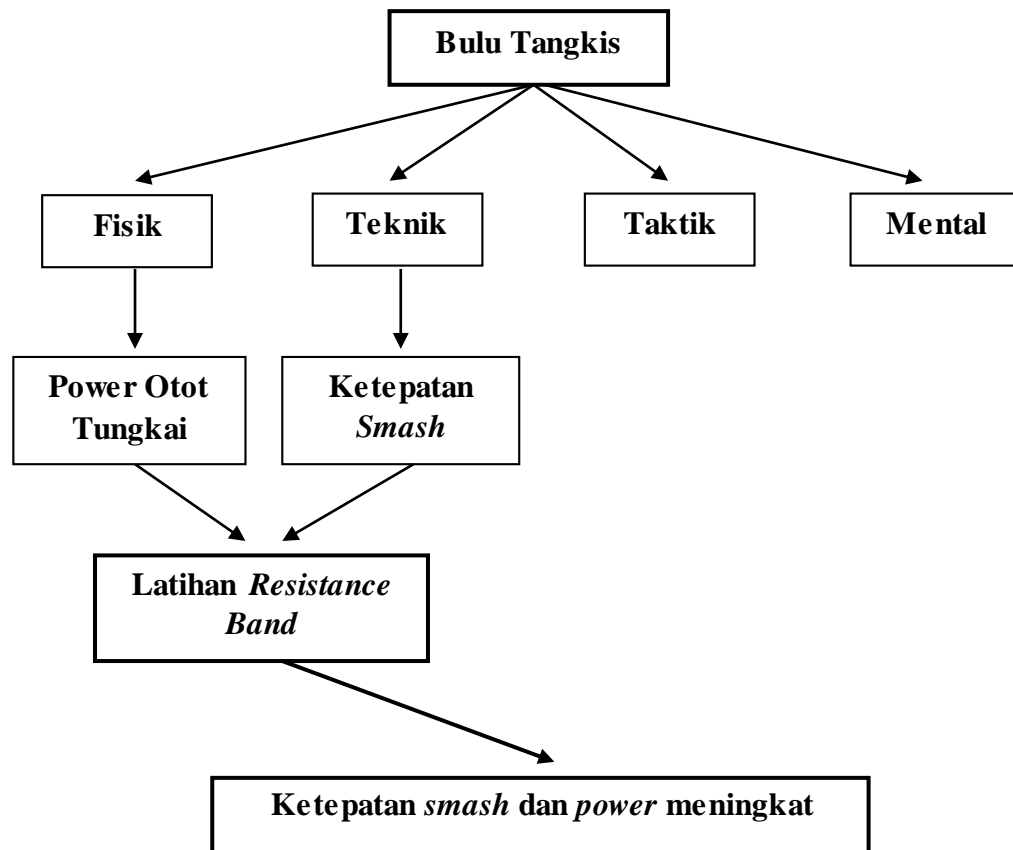 Bulu Tangkis
Fisik
Teknik
Taktik
Mental
Power Otot
Tungkai
Ketepatan
Smash
Latihan Resistance
Band
Ketepatan smash dan power meningkat